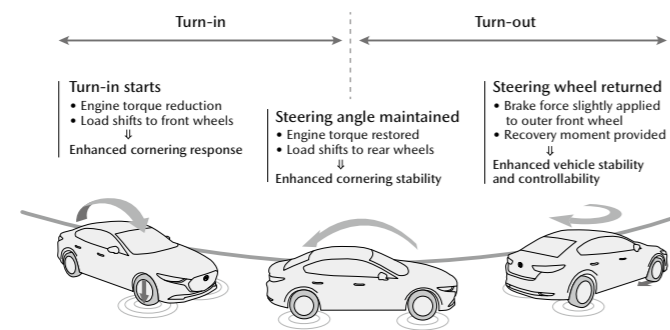 Turn-in
Turn-out
Turn-in starts
• Engine torque reduction
• Load shifts to front wheels
⇓
Enhanced cornering response
Steering angle maintained
• Engine torque restored
• Load shifts to rear wheels
⇓
Enhanced cornering stability
Steering wheel returned
• Brake force slightly applied
to outer front wheel
• Recovery moment provided
⇓
Enhanced vehicle stability
and controllability